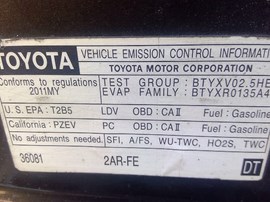 TOYOTA VEHICLE EMISSION CONTROL INFORMATI
TOYOTA MOTOR CORPORATION
Conforms to regulations
2011MY
TEST GROUP : BTYXV02.5HE
EVAP FAMILY : BTYXR0135A4
U.S. EPA : T2B5 LDV OBD : CAⅡ Fuel : Gasoline
California : PZEV PC OBD : CAⅡ Fuel : Gasoline
No adjustments needed. SFI, A/FS, WU-TWC, HO2S, TWC
36081 2AR-FE DT